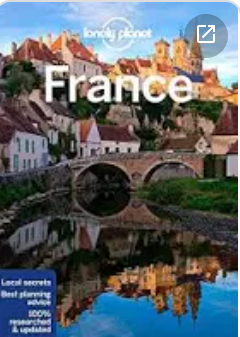 lonely planet
France
Local secrets
Best planning
advice
100%
researched
& updated